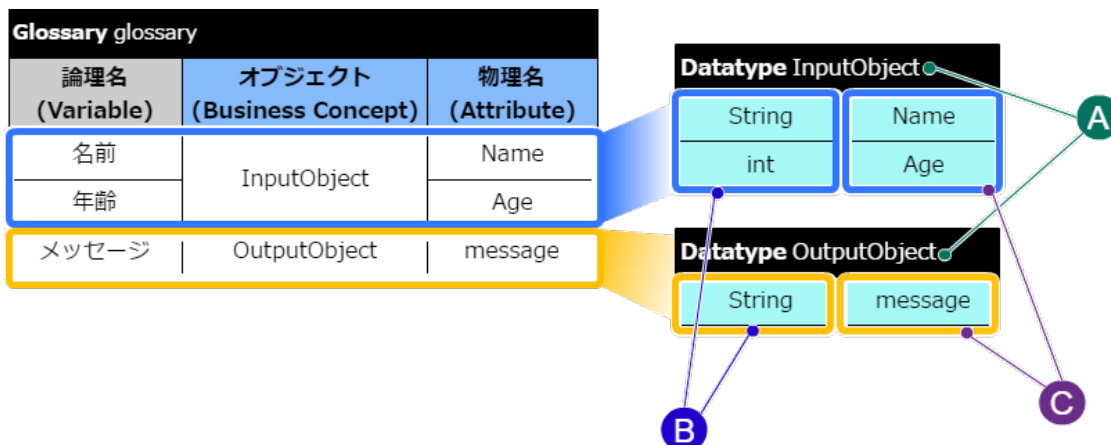 Glossary glossary
論理名
(Variable)
オブジェクト
(Business Concept)
物理名
(Attribute)
名前
InputObject
Name
年齢
Age
メッセージ
OutputObject
message
Datatype InputObject
String
Name
int
Age
Datatype OutputObject
String
message
A
B
C